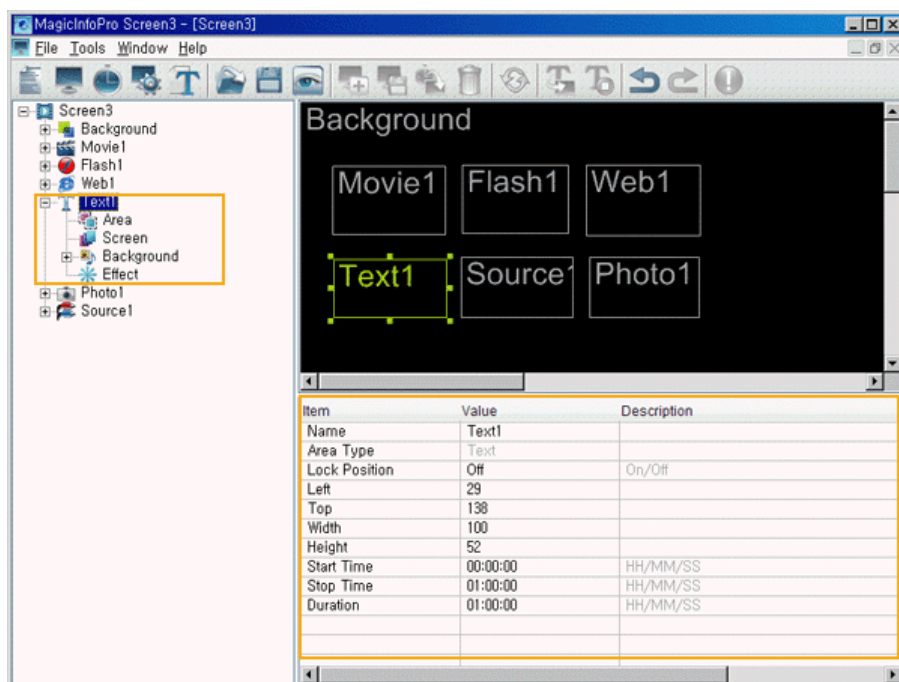 MagicInfoPro Screen3 - [Screen3]
File Tools Window Help
Screen3
Background
Movie1
Flash1
Web1
Text1
Area
Screen
Background
Effect
Photo1
Source1
Background
Movie1 Flash1 Web1
Text1 Source1 Photo1
Item Value Description
Name Text1
Area Type Text
Lock Position Off On/Off
Left 29
Top 138
Width 100
Height 52
Start Time 00:00:00 HH/MM/SS
Stop Time 01:00:00 HH/MM/SS
Duration 01:00:00 HH/MM/SS